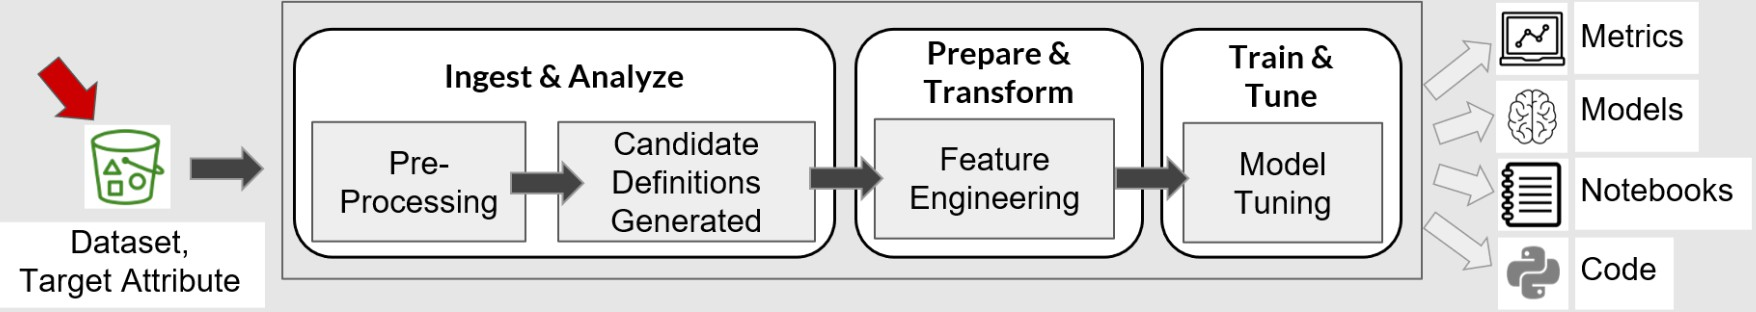 Dataset,
Target Attribute
Ingest & Analyze
Pre-
Processing
Candidate
Definitions
Generated
Prepare &
Transform
Feature
Engineering
Train &
Tune
Model
Tuning
Metrics
Models
Notebooks
Code